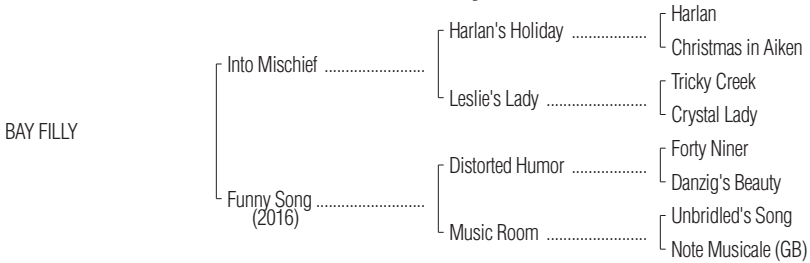 Harlan
Harlan's Holiday ....................
Christmas in Aiken
Into Mischief .........................
Tricky Creek
Leslie's Lady ..........................
Crystal Lady
BAY FILLY
Forty Niner
Distorted Humor ....................
Danzig's Beauty
Funny Song ...........................
(2016)
Unbridled's Song
Music Room ..........................
Note Musicale (GB)